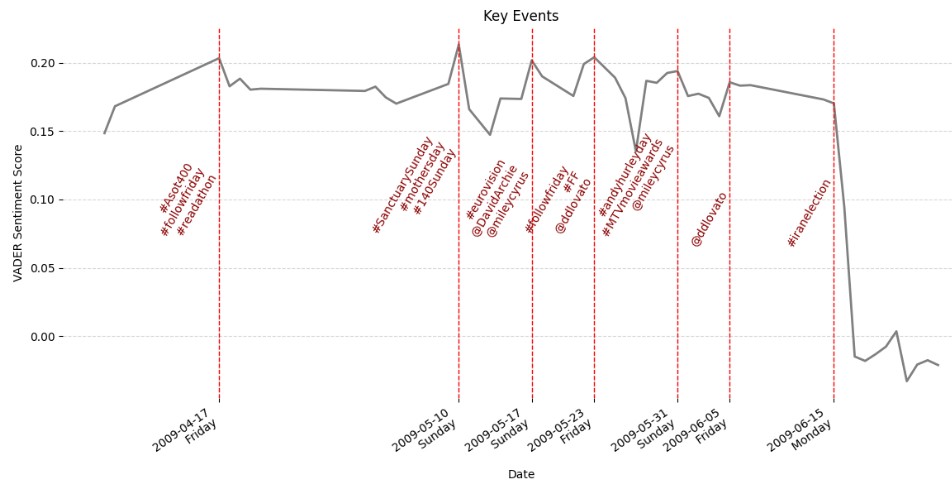 Key Events
VADER Sentiment Score
0.20
0.15
0.10
0.05
0.00
#Asot400
#followfriday
#readathon
#SanctuarySunday
#mothersday
#140Sunday
#eurovision
@DavidArchie
@mileycyrus
#followfriday
#FF
@ddlovato
#andyhurleyday
#MTVmovieawards
@mileycyrus
@ddlovato
#iranelection
2009-04-17
Friday
2009-05-10
Sunday
2009-05-17
Sunday
2009-05-23
Friday
2009-05-31
Sunday
2009-06-05
Friday
2009-06-15
Monday
Date